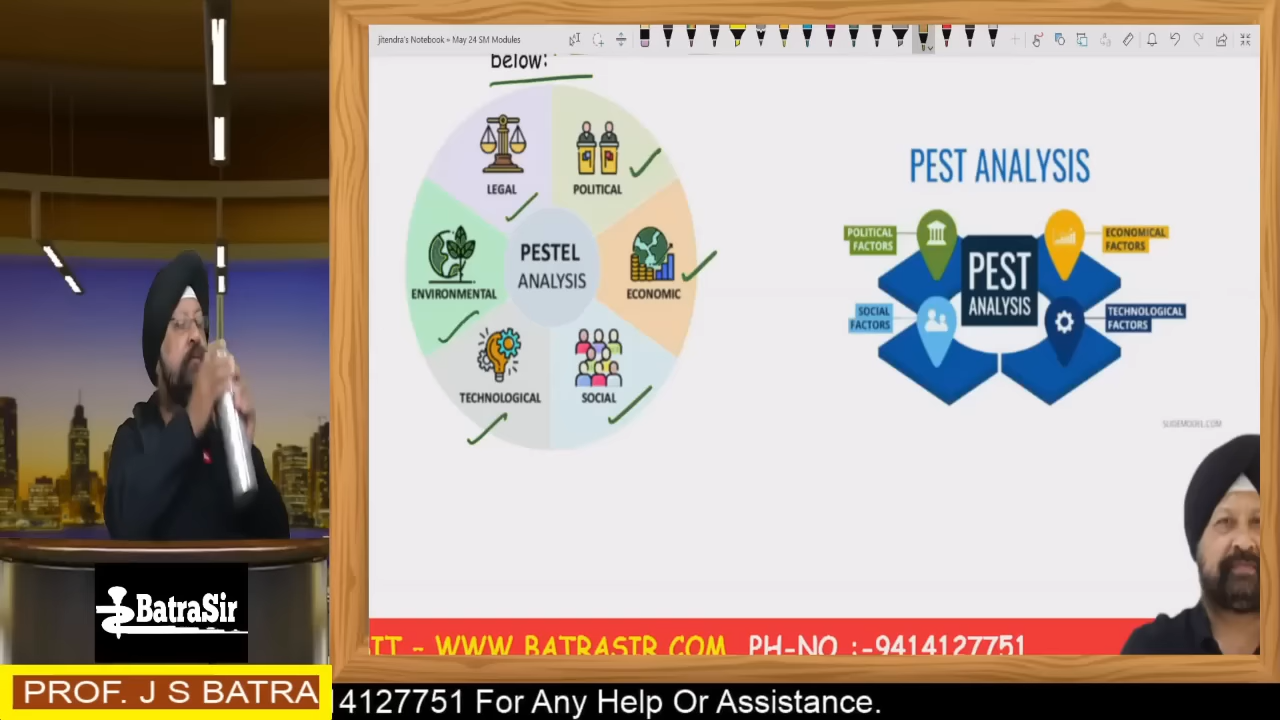 jitendra's Notebook » May 24 SM Modules
below:
LEGAL
POLITICAL
PESTEL
ANALYSIS
ENVIRONMENTAL
ECONOMIC
TECHNOLOGICAL
SOCIAL
PEST ANALYSIS
POLITICAL
FACTORS
ECONOMICAL
FACTORS
PEST
ANALYSIS
SOCIAL
FACTORS
TECHNOLOGICAL
FACTORS
SLIDEMODEL.COM
BatraSir
- WWW.BATRASIR.COM PH-NO :-9414127751
PROF. J S BATRA
4127751 For Any Help Or Assistance.